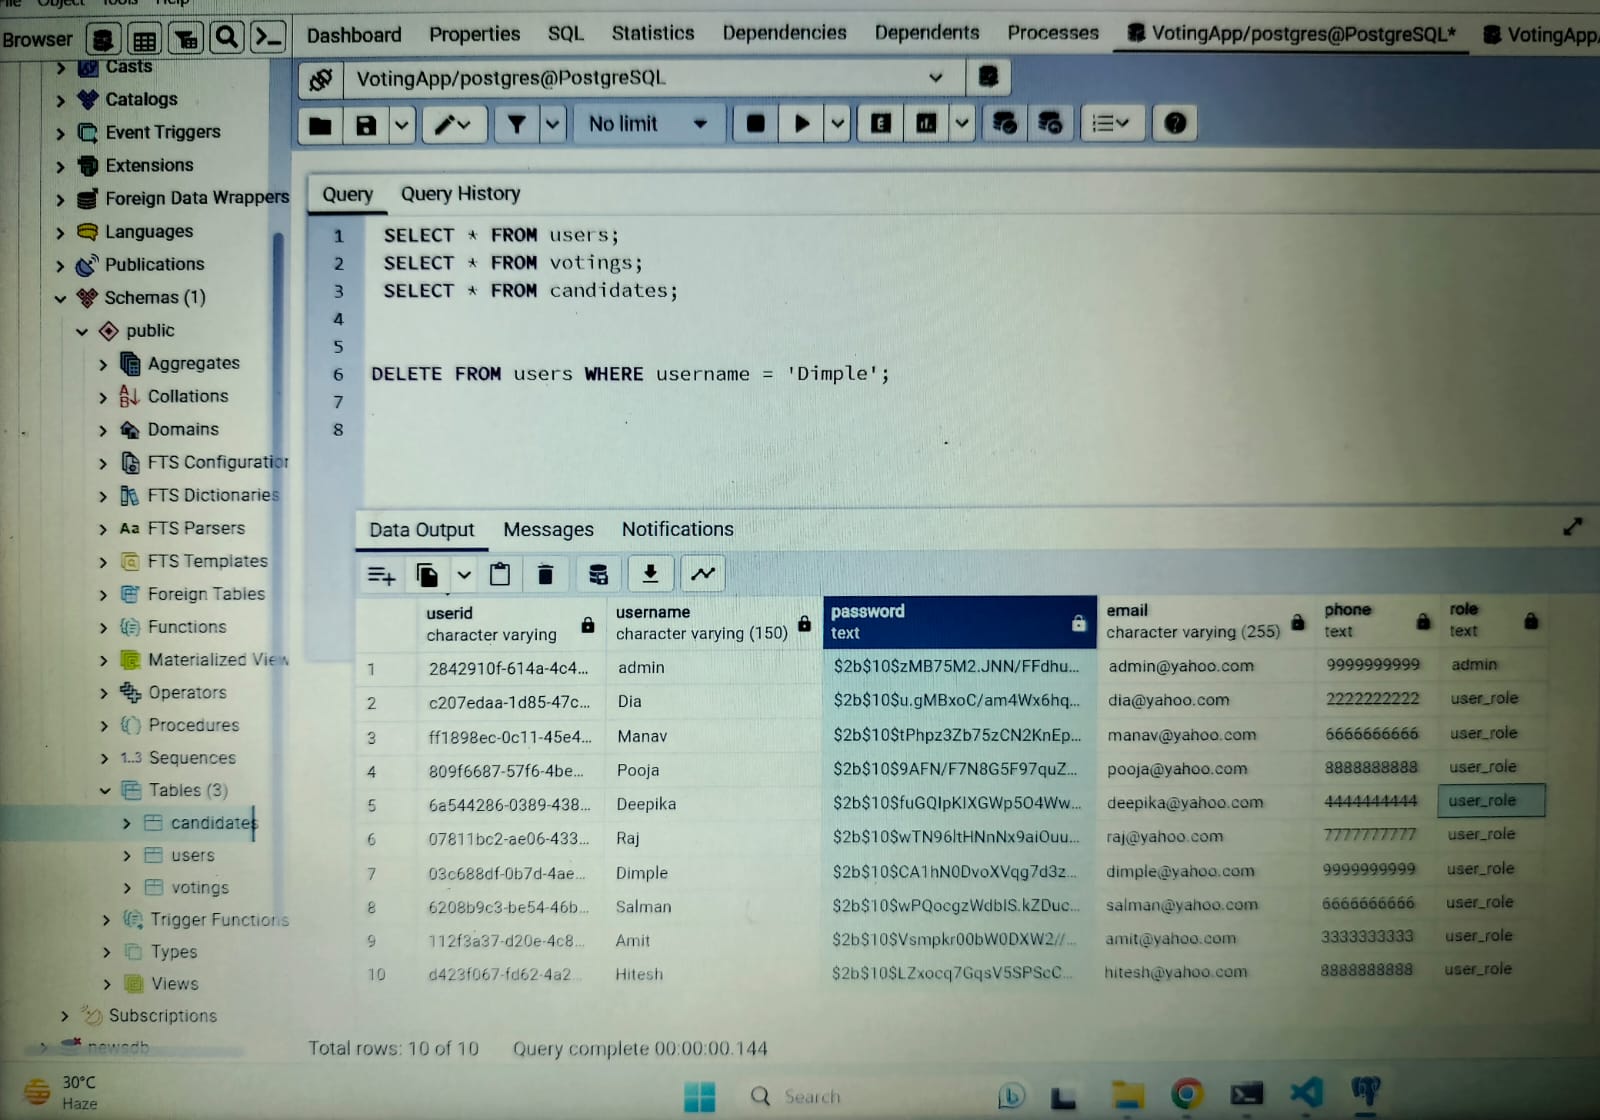 File Object Tools Help
Browser
Dashboard Properties SQL Statistics Dependencies Dependents Processes VotingApp/postgres@PostgreSQL* VotingApp/
VotingApp/postgres@PostgreSQL
No limit
Casts
Catalogs
Event Triggers
Extensions
Foreign Data Wrappers
Languages
Publications
Schemas (1)
public
Aggregates
Collations
Domains
FTS Configuration
FTS Dictionaries
Aa FTS Parsers
FTS Templates
Foreign Tables
Functions
Materialized View
Operators
Procedures
1..3 Sequences
Tables (3)
candidates
users
votings
Trigger Functions
Types
Views
Subscriptions
newsdb
Query Query History
1 SELECT * FROM users;
2 SELECT * FROM votings;
3 SELECT * FROM candidates;
4
5
6 DELETE FROM users WHERE username = 'Dimple';
7
8
Data Output Messages Notifications
userid username password email phone role
character varying character varying (150) text character varying (255) text text
1 2842910f-614a-4c4... admin $2b$10$zMB75M2.JNN/FFdhu... admin@yahoo.com 9999999999 admin
2 c207edaa-1d85-47c... Dia $2b$10$u.gMBxoC/am4Wx6hq... dia@yahoo.com 2222222222 user_role
3 ff1898ec-0c11-45e4... Manav $2b$10$tPhpz3Zb75zCN2KnEp... manav@yahoo.com 6666666666 user_role
4 809f6687-57f6-4be... Pooja $2b$10$9AFN/F7N8G5F97quZ... pooja@yahoo.com 8888888888 user_role
5 6a544286-0389-438... Deepika $2b$10$fuGQIpKIXGWp5O4Ww... deepika@yahoo.com 4444444444 user_role
6 07811bc2-ae06-433... Raj $2b$10$wTN96ltHNnNx9aiOuu... raj@yahoo.com 7777777777 user_role
7 03c688df-0b7d-4ae... Dimple $2b$10$CA1hN0DvoXVqg7d3z... dimple@yahoo.com 9999999999 user_role
8 6208b9c3-be54-46b... Salman $2b$10$wPQocgzWdblS.kZDuc... salman@yahoo.com 6666666666 user_role
9 112f3a37-d20e-4c8... Amit $2b$10$Vsmpkr00bW0DXW2//... amit@yahoo.com 3333333333 user_role
10 d423f067-fd62-4a2... Hitesh $2b$10$LZxocq7GqsV5SPScC... hitesh@yahoo.com 8888888888 user_role
Total rows: 10 of 10 Query complete 00:00:00.144
30°C
Haze
Search